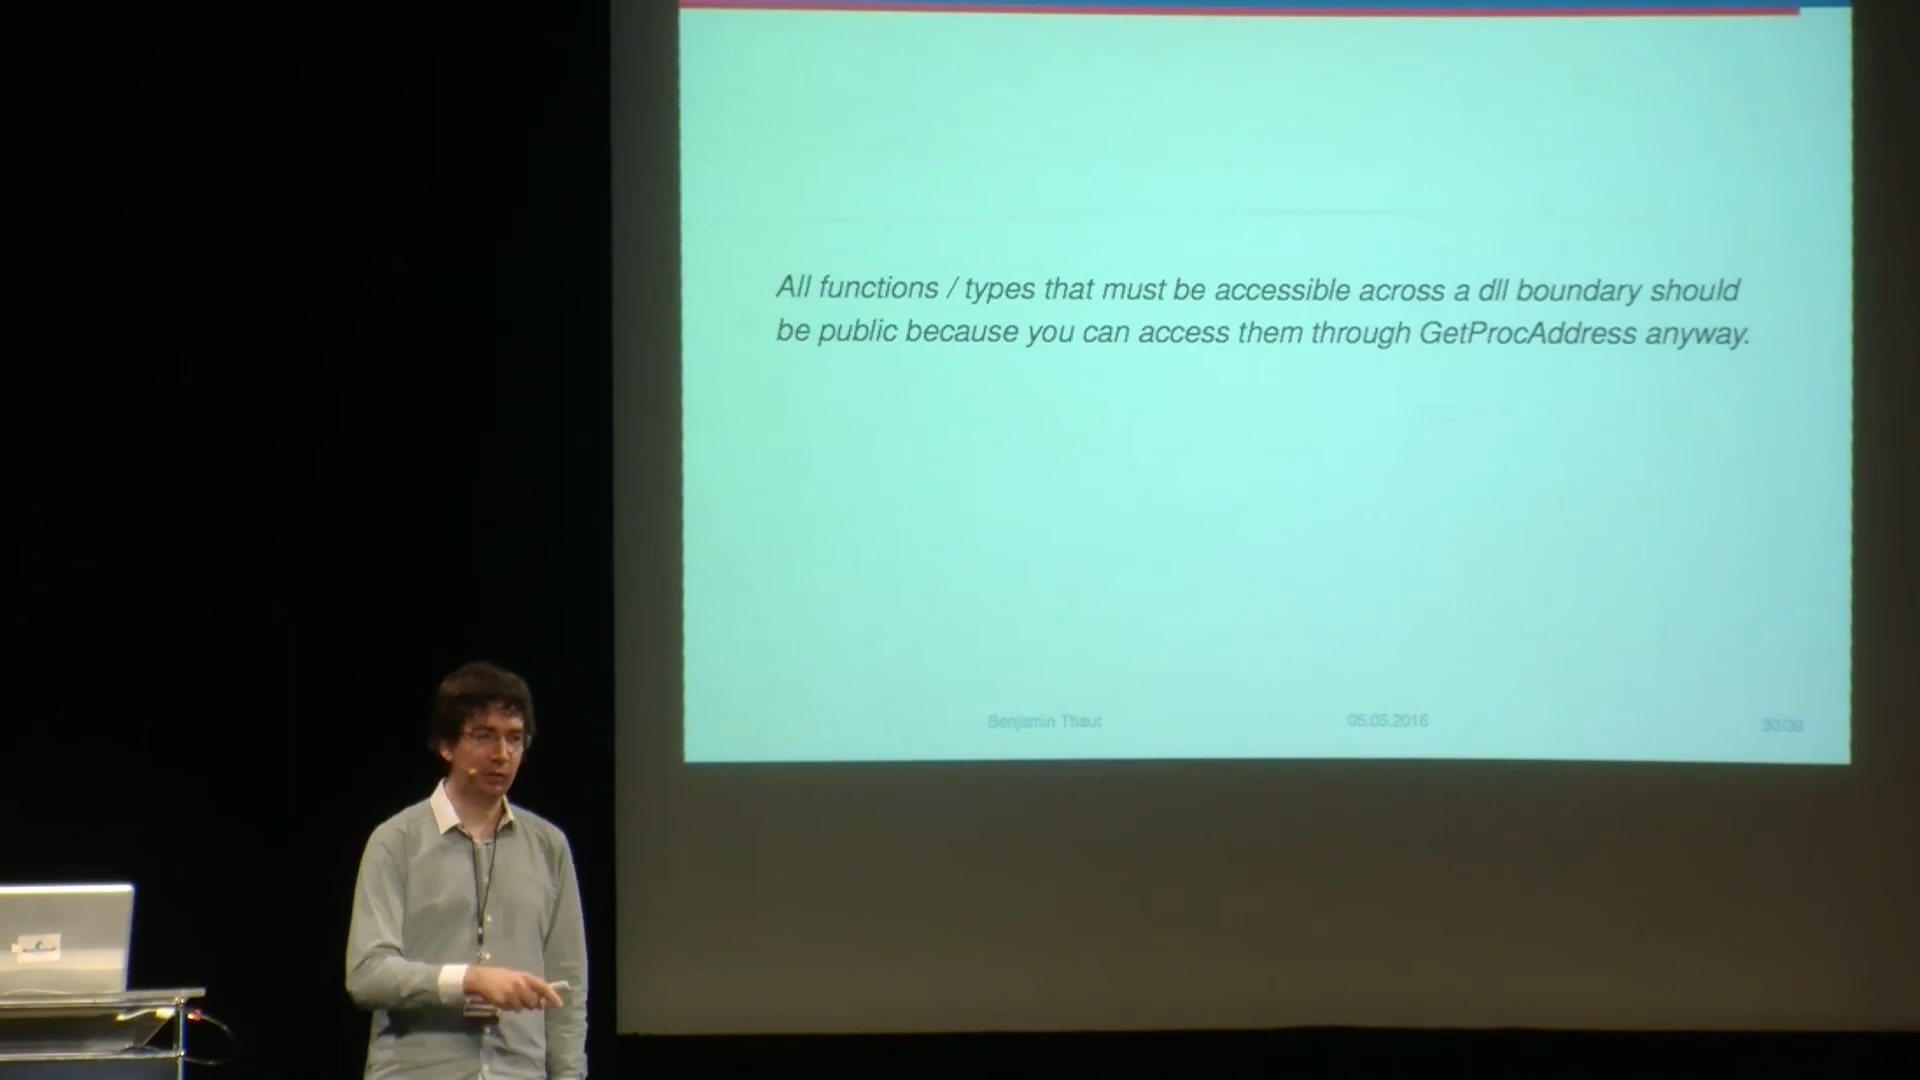 All functions / types that must be accessible across a dll boundary should
be public because you can access them through GetProcAddress anyway.
Benjamin Thaut
05.05.2016
30/36